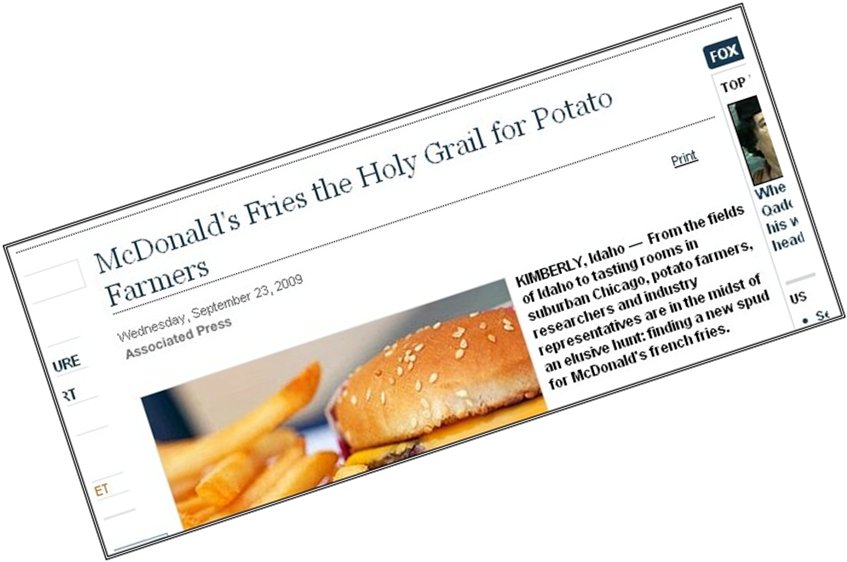 FOX
TOP
McDonald's Fries the Holy Grail for Potato
Farmers
Print
Wednesday, September 23, 2009
Associated Press
KIMBERLY, Idaho — From the fields
of Idaho to tasting rooms in
suburban Chicago, potato farmers,
researchers and industry
representatives are in the midst of
an elusive hunt: finding a new spud
for McDonald's french fries.
URE
RT
ET
Whe
Qadd
his w
head
US
• Se